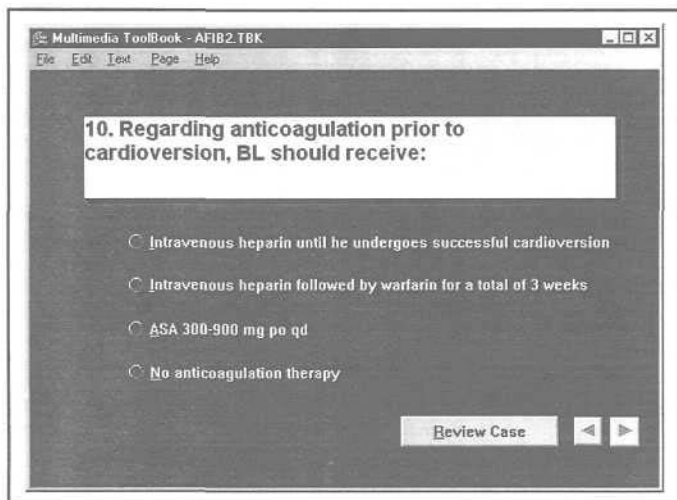 Multimedia ToolBook - AFIB2.TBK
File Edit Text Page Help
10. Regarding anticoagulation prior to
cardioversion, BL should receive:
Intravenous heparin until he undergoes successful cardioversion
Intravenous heparin followed by warfarin for a total of 3 weeks
ASA 300-900 mg po qd
No anticoagulation therapy
Review Case